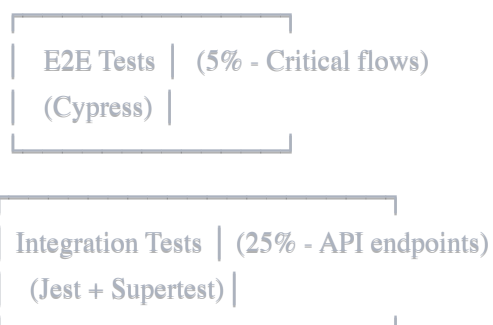 E2E Tests │ (5% - Critical flows)
(Cypress) │
Integration Tests │ (25% - API endpoints)
(Jest + Supertest) │